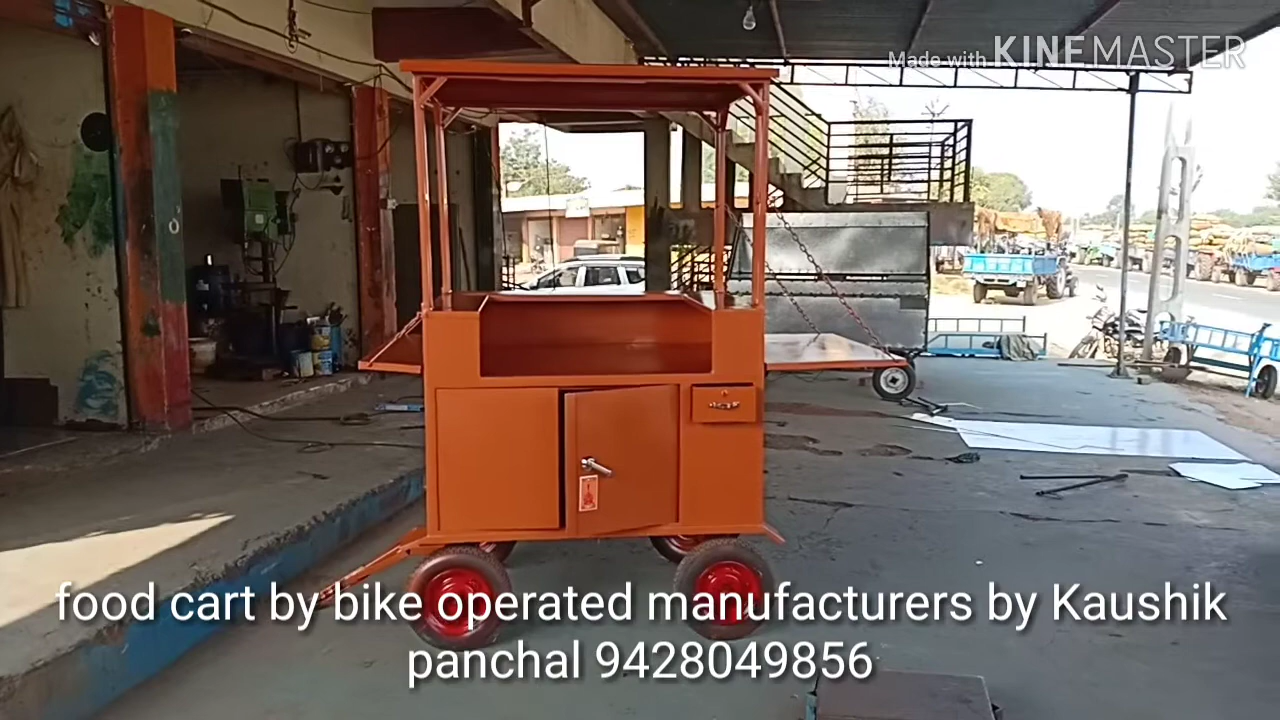 Made with KINEMASTER
food cart by bike operated manufacturers by Kaushik
panchal 9428049856